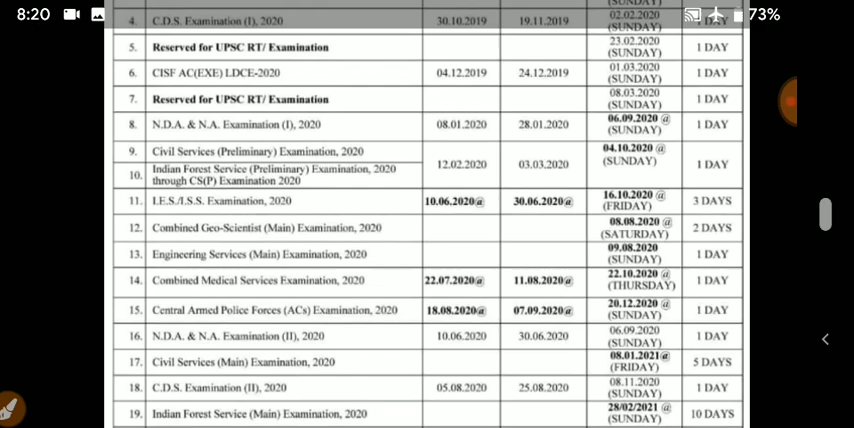 8:20
73%
(SUNDAY)
4. C.D.S. Examination (I), 2020 30.10.2019 19.11.2019 02.02.2020 (SUNDAY) 1 DAY
5. Reserved for UPSC RT/ Examination 23.02.2020 (SUNDAY) 1 DAY
6. CISF AC(EXE) LDCE-2020 04.12.2019 24.12.2019 01.03.2020 (SUNDAY) 1 DAY
7. Reserved for UPSC RT/ Examination 08.03.2020 (SUNDAY) 1 DAY
8. N.D.A. & N.A. Examination (I), 2020 08.01.2020 28.01.2020 06.09.2020 @ (SUNDAY) 1 DAY
9. Civil Services (Preliminary) Examination, 2020 12.02.2020 03.03.2020 04.10.2020 @ (SUNDAY) 1 DAY
10. Indian Forest Service (Preliminary) Examination, 2020
through CS(P) Examination 2020
11. I.E.S./I.S.S. Examination, 2020 10.06.2020@ 30.06.2020@ 16.10.2020 @ (FRIDAY) 3 DAYS
12. Combined Geo-Scientist (Main) Examination, 2020 08.08.2020 @ (SATURDAY) 2 DAYS
13. Engineering Services (Main) Examination, 2020 09.08.2020 (SUNDAY) 1 DAY
14. Combined Medical Services Examination, 2020 22.07.2020@ 11.08.2020@ 22.10.2020 @ (THURSDAY) 1 DAY
15. Central Armed Police Forces (ACs) Examination, 2020 18.08.2020@ 07.09.2020@ 20.12.2020 @ (SUNDAY) 1 DAY
16. N.D.A. & N.A. Examination (II), 2020 10.06.2020 30.06.2020 06.09.2020 (SUNDAY) 1 DAY
17. Civil Services (Main) Examination, 2020 08.01.2021@ (FRIDAY) 5 DAYS
18. C.D.S. Examination (II), 2020 05.08.2020 25.08.2020 08.11.2020 (SUNDAY) 1 DAY
19. Indian Forest Service (Main) Examination, 2020 28/02/2021 @ (SUNDAY) 10 DAYS